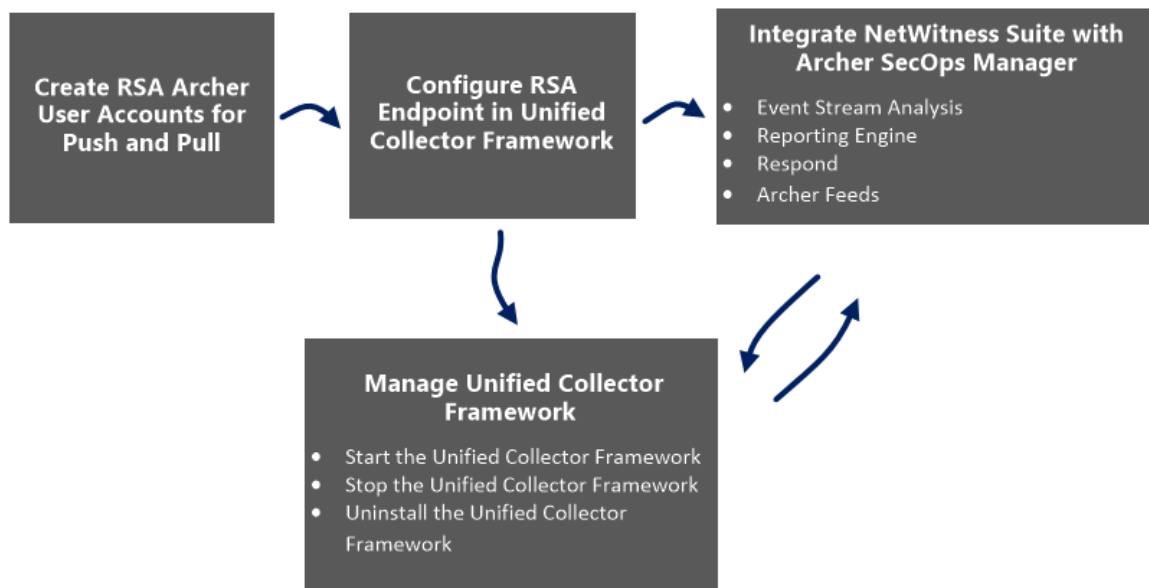 Create RSA Archer
User Accounts for
Push and Pull
Configure RSA
Endpoint in Unified
Collector Framework
Integrate NetWitness Suite with
Archer SecOps Manager
• Event Stream Analysis
• Reporting Engine
• Respond
• Archer Feeds
Manage Unified Collector
Framework
• Start the Unified Collector Framework
• Stop the Unified Collector Framework
• Uninstall the Unified Collector
Framework